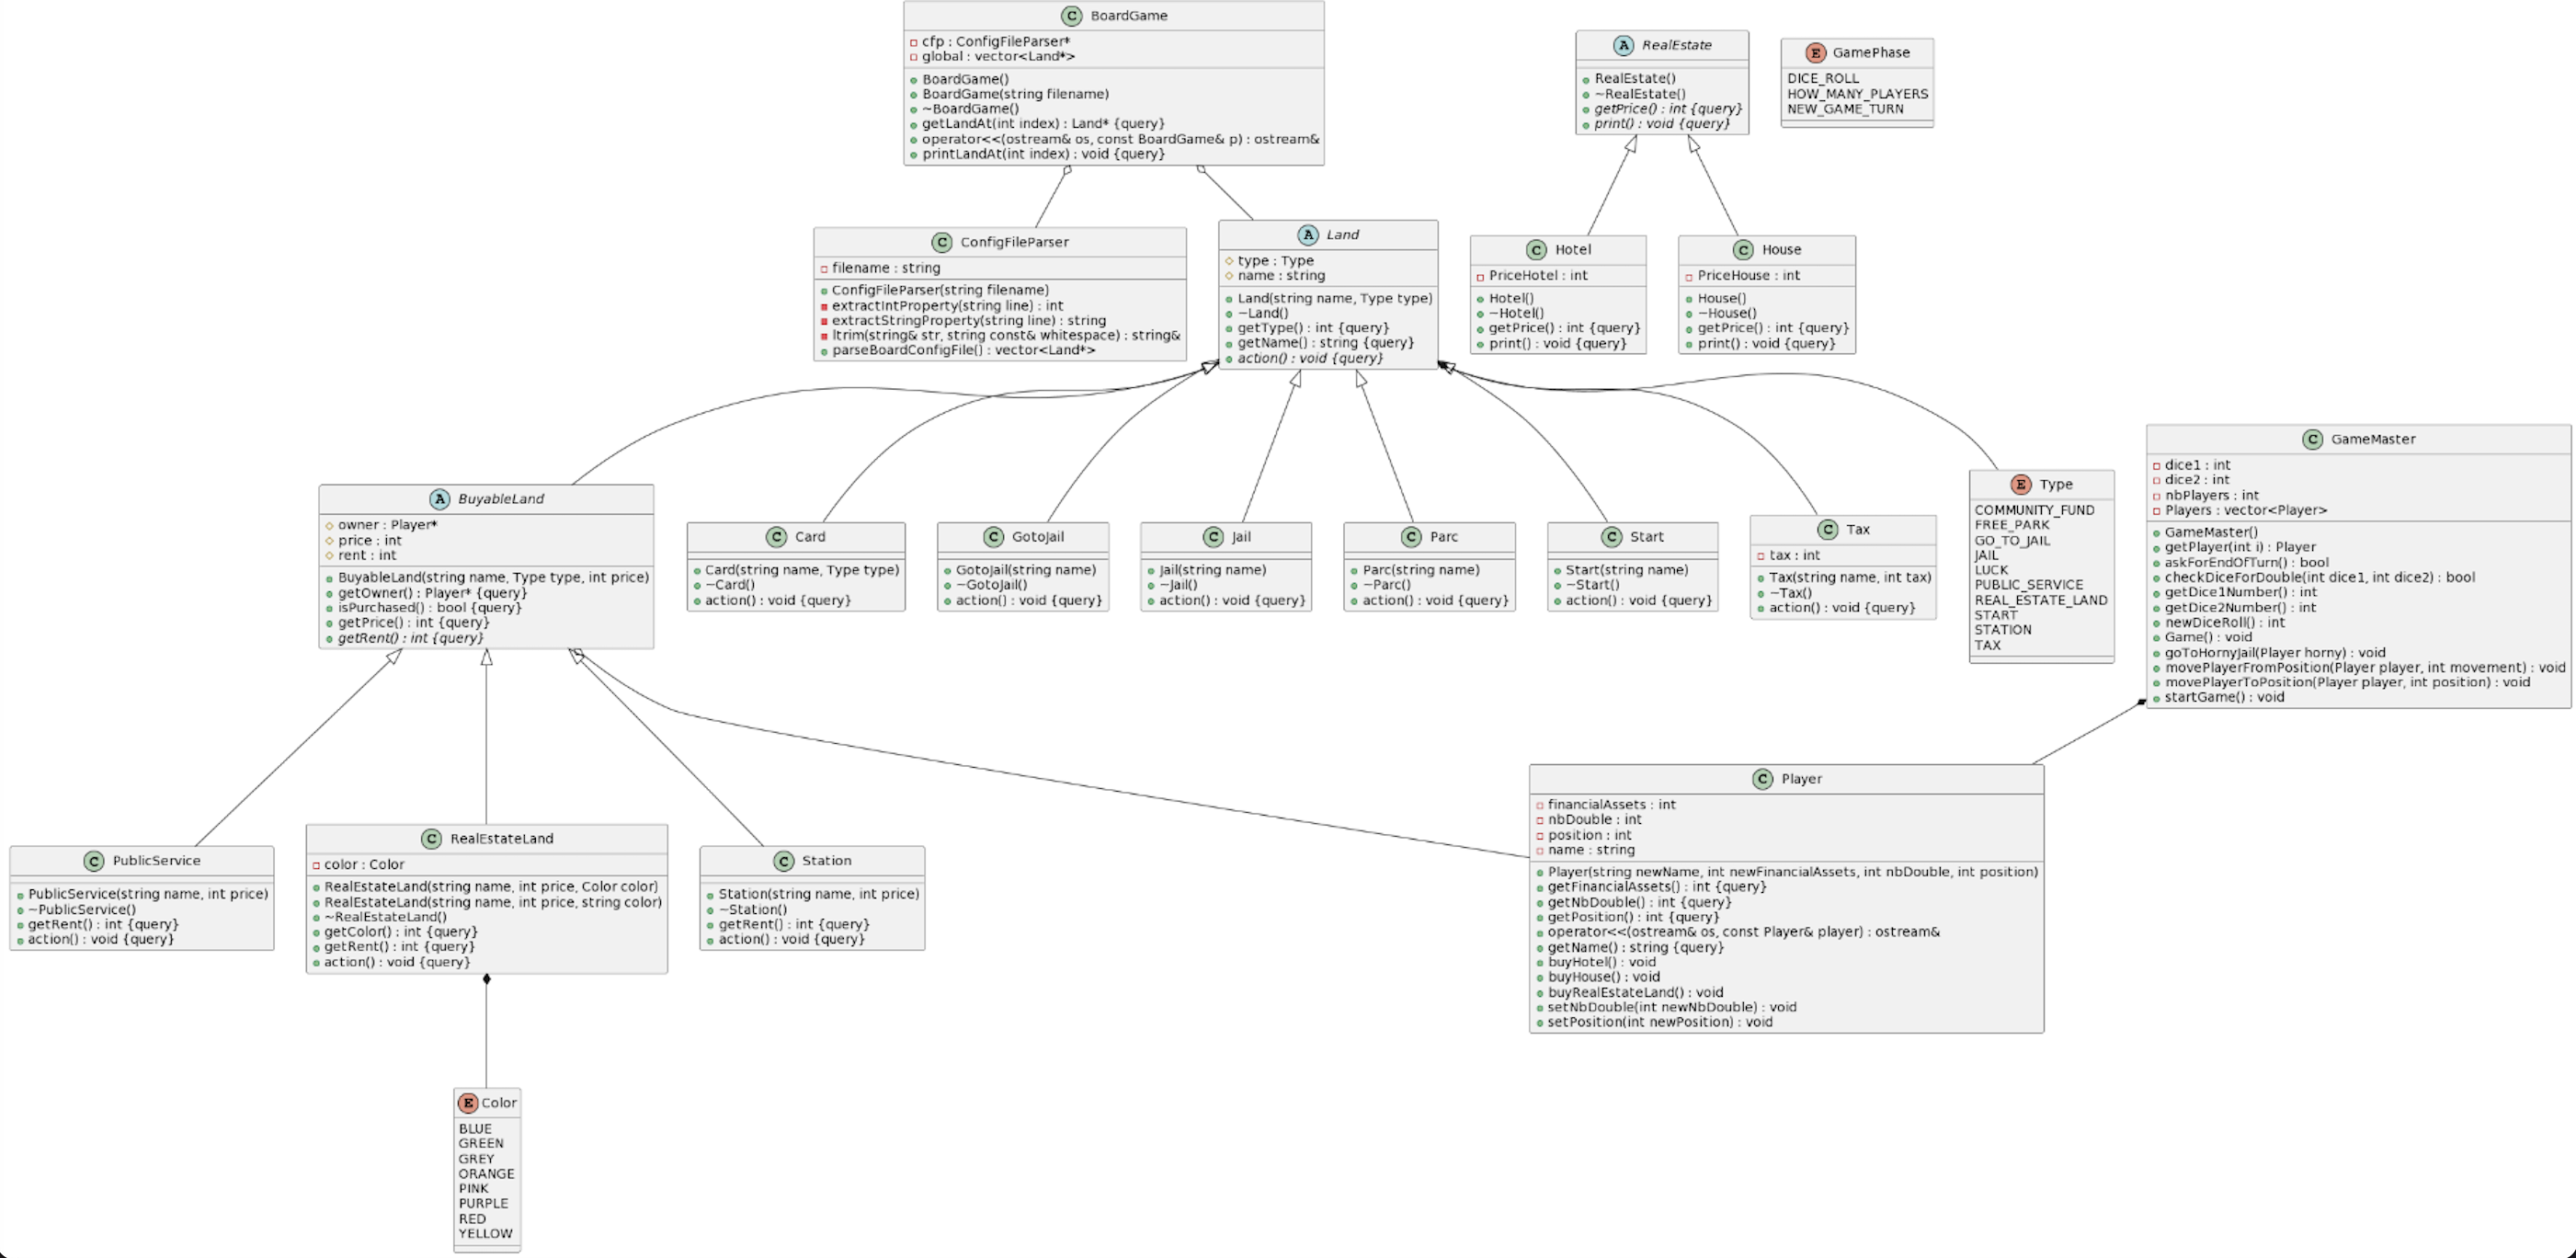 C BoardGame
cfp : ConfigFileParser*
global : vector<Land*>
BoardGame()
BoardGame(string filename)
~BoardGame()
getLandAt(int index) : Land* {query}
operator<<(ostream& os, const BoardGame& p) : ostream&
printLandAt(int index) : void {query}
A RealEstate
RealEstate()
~RealEstate()
getPrice() : int {query}
print() : void {query}
E GamePhase
DICE_ROLL
HOW_MANY_PLAYERS
NEW_GAME_TURN
C ConfigFileParser
filename : string
ConfigFileParser(string filename)
extractIntProperty(string line) : int
extractStringProperty(string line) : string
ltrim(string& str, string const& whitespace) : string&
parseBoardConfigFile() : vector<Land*>
A Land
type : Type
name : string
Land(string name, Type type)
~Land()
getType() : int {query}
getName() : string {query}
action() : void {query}
C Hotel
PriceHotel : int
Hotel()
~Hotel()
getPrice() : int {query}
print() : void {query}
C House
PriceHouse : int
House()
~House()
getPrice() : int {query}
print() : void {query}
A BuyableLand
owner : Player*
price : int
rent : int
BuyableLand(string name, Type type, int price)
getOwner() : Player* {query}
isPurchased() : bool {query}
getPrice() : int {query}
getRent() : int {query}
C Card
Card(string name, Type type)
~Card()
action() : void {query}
C GotoJail
GotoJail(string name)
~GotoJail()
action() : void {query}
C Jail
Jail(string name)
~Jail()
action() : void {query}
C Parc
Parc(string name)
~Parc()
action() : void {query}
C Start
Start(string name)
~Start()
action() : void {query}
C Tax
tax : int
Tax(string name, int tax)
~Tax()
action() : void {query}
E Type
COMMUNITY_FUND
FREE_PARK
GO_TO_JAIL
JAIL
LUCK
PUBLIC_SERVICE
REAL_ESTATE_LAND
START
STATION
TAX
C GameMaster
dice1 : int
dice2 : int
nbPlayers : int
Players : vector<Player>
GameMaster()
getPlayer(int i) : Player
askForEndOfTurn() : bool
checkDiceForDouble(int dice1, int dice2) : bool
getDice1Number() : int
getDice2Number() : int
newDiceRoll() : int
Game() : void
goToHornyJail(Player horny) : void
movePlayerFromPosition(Player player, int movement) : void
movePlayerToPosition(Player player, int position) : void
startGame() : void
C PublicService
PublicService(string name, int price)
~PublicService()
getRent() : int {query}
action() : void {query}
C RealEstateLand
color : Color
RealEstateLand(string name, int price, Color color)
RealEstateLand(string name, int price, string color)
~RealEstateLand()
getColor() : int {query}
getRent() : int {query}
action() : void {query}
C Station
Station(string name, int price)
~Station()
getRent() : int {query}
action() : void {query}
C Player
financialAssets : int
nbDouble : int
position : int
name : string
Player(string newName, int newFinancialAssets, int nbDouble, int position)
getFinancialAssets() : int {query}
getNbDouble() : int {query}
getPosition() : int {query}
operator<<(ostream& os, const Player& player) : ostream&
getName() : string {query}
buyHotel() : void
buyHouse() : void
buyRealEstateLand() : void
setNbDouble(int newNbDouble) : void
setPosition(int newPosition) : void
E Color
BLUE
GREEN
GREY
ORANGE
PINK
PURPLE
RED
YELLOW